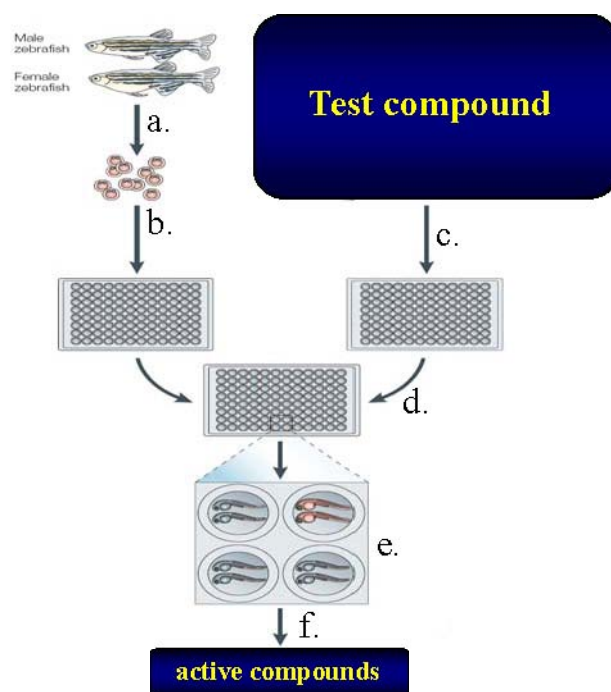 Male
zebrafish
Female
zebrafish
Test compound
a.
b.
c.
d.
e.
f.
active compounds